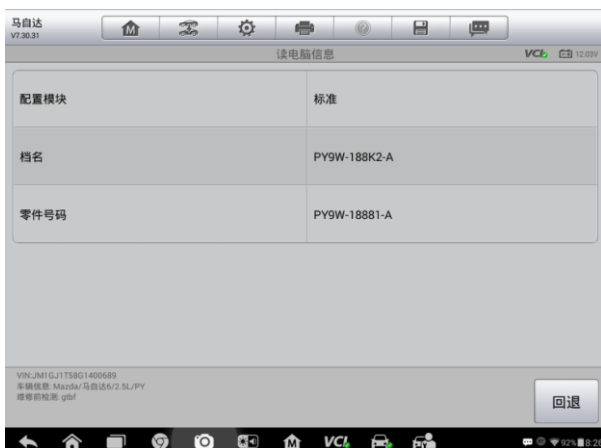 马自达
V7.30.31
M
读电脑信息
VCI
12.03V
配置模块
标准
档名
PY9W-188K2-A
零件号码
PY9W-18881-A
VIN:JM1GJ1T58G1400689
车辆信息: Mazda/马自达6/2.5L/PY
维修前检测: gtbf
回退
M
VCI
92%
8:29